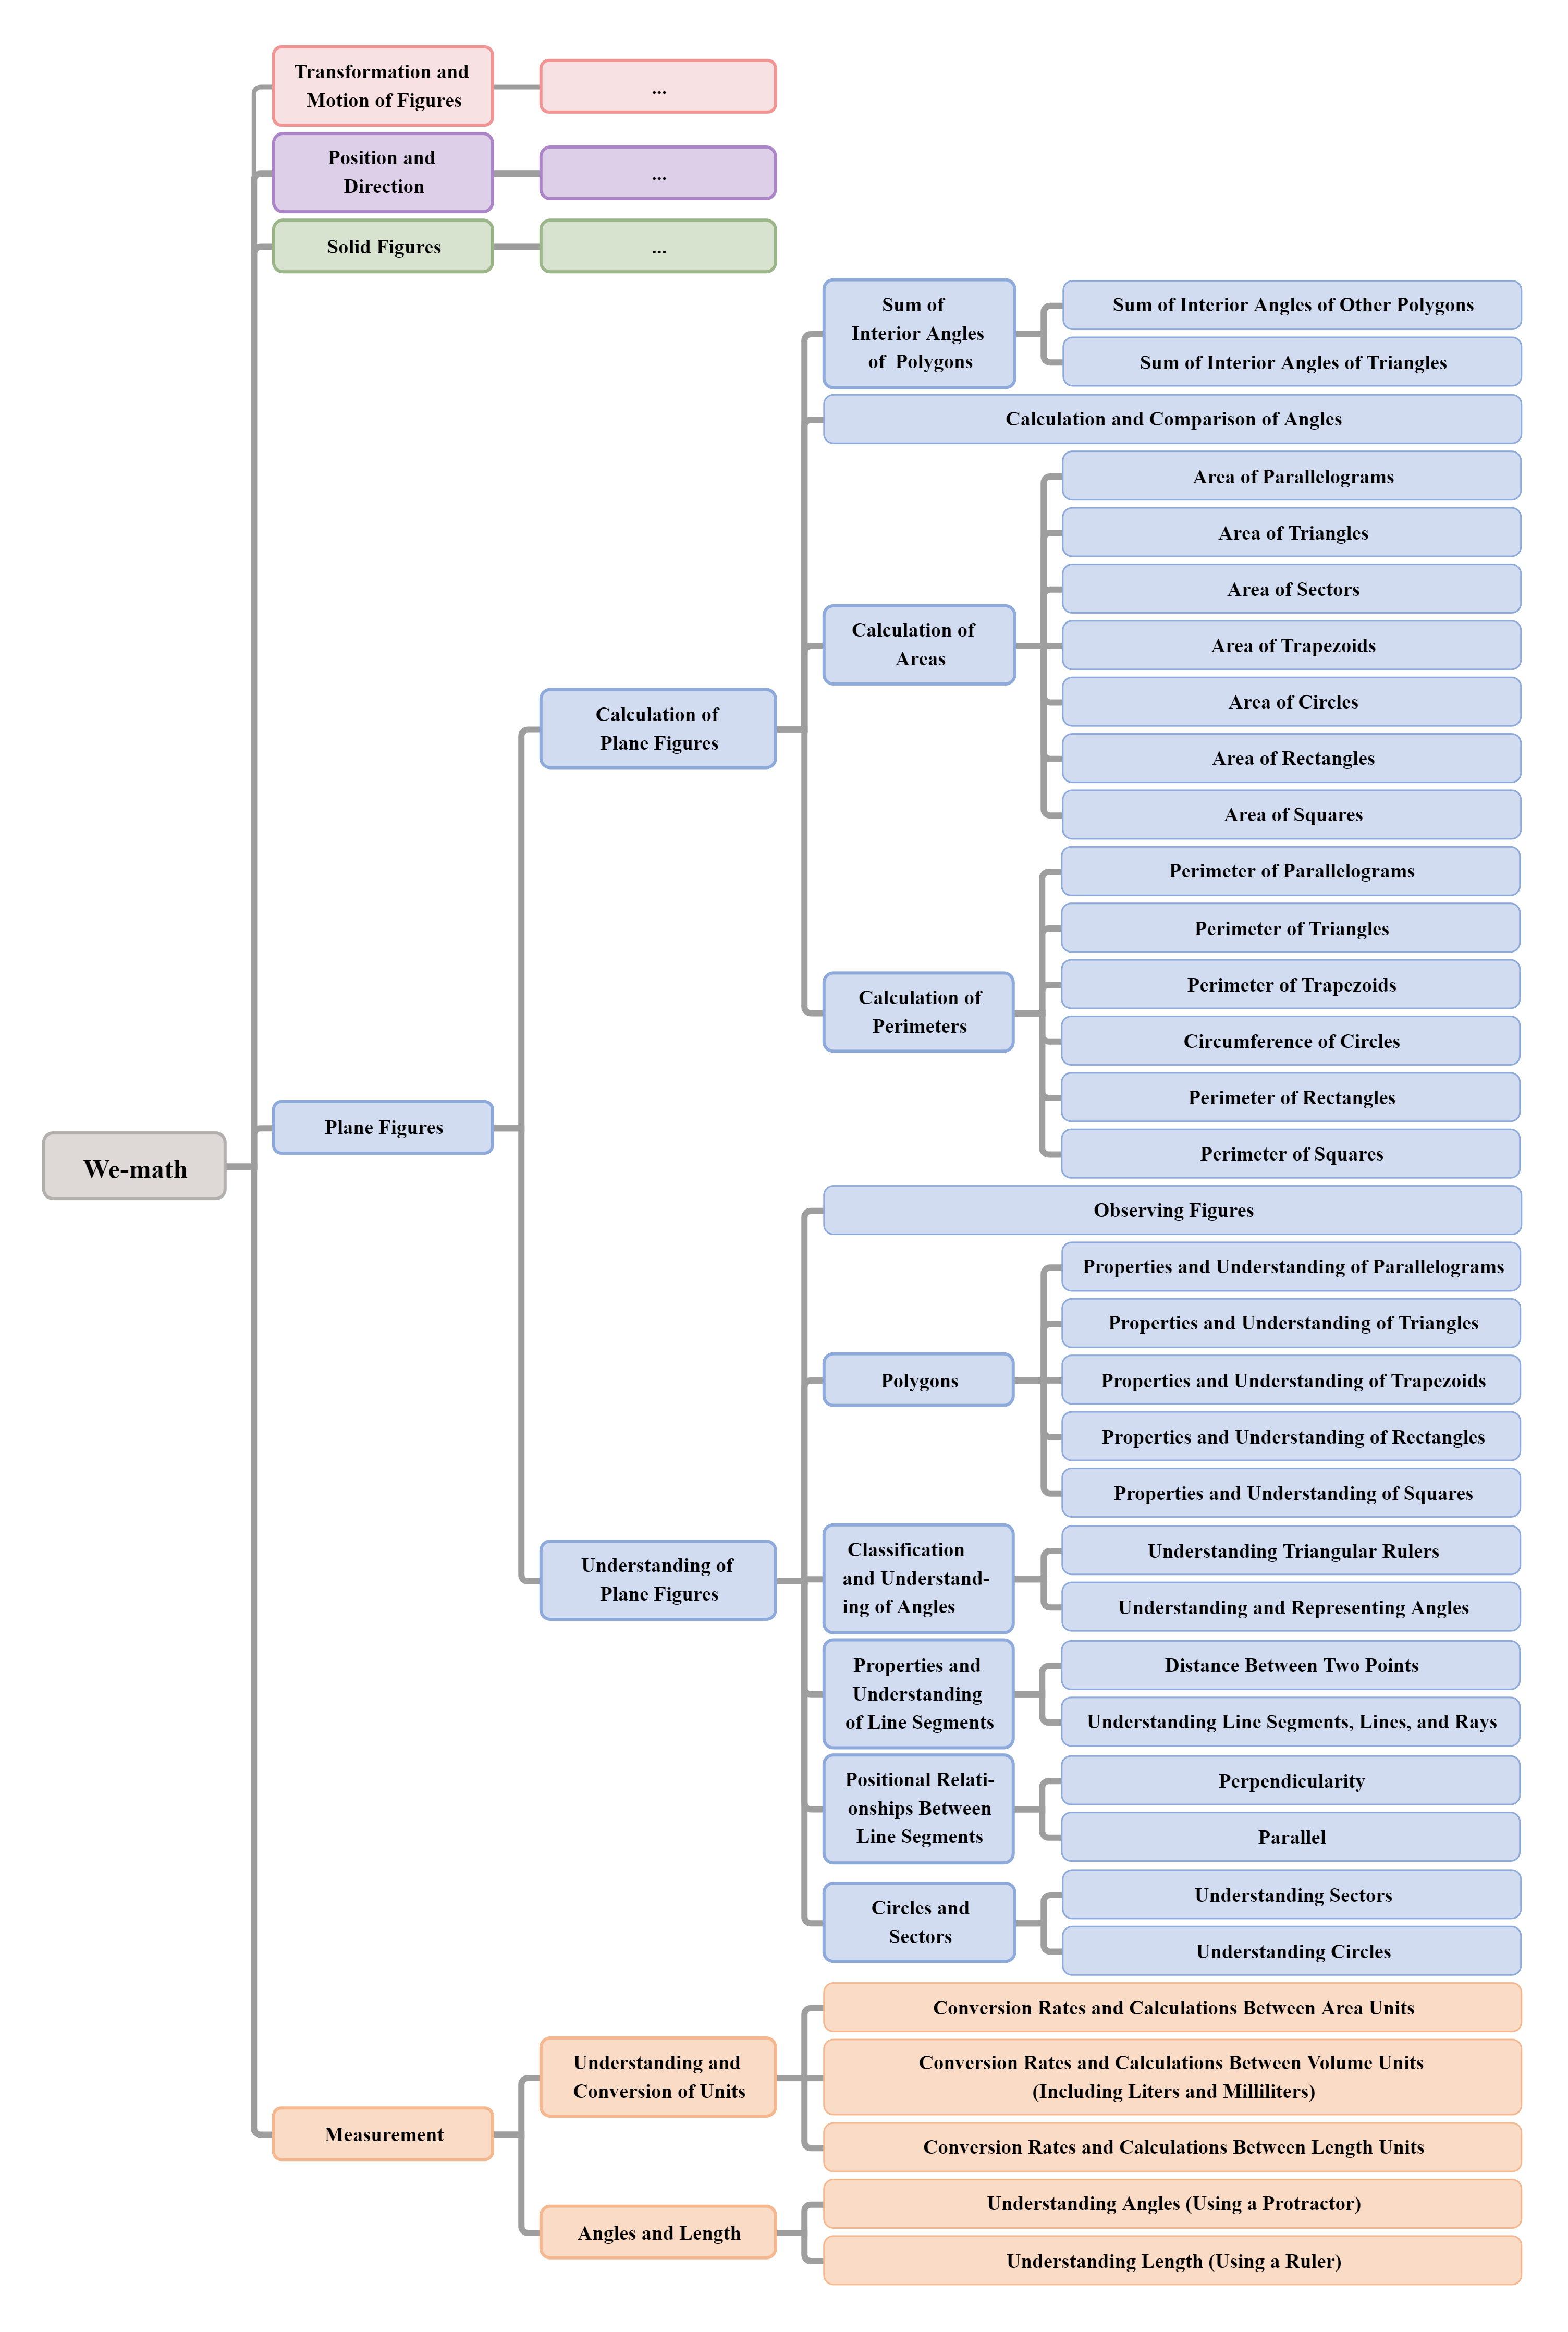 Transformation and
Motion of Figures
...
Position and
Direction
...
Solid Figures
...
Sum of
Interior Angles
of Polygons
Sum of Interior Angles of Other Polygons
Sum of Interior Angles of Triangles
Calculation and Comparison of Angles
Area of Parallelograms
Area of Triangles
Area of Sectors
Calculation of
Areas
Area of Trapezoids
Area of Circles
Area of Rectangles
Area of Squares
Calculation of
Plane Figures
Perimeter of Parallelograms
Perimeter of Triangles
Perimeter of Trapezoids
Calculation of
Perimeters
Circumference of Circles
Perimeter of Rectangles
Perimeter of Squares
We-math
Plane Figures
Observing Figures
Properties and Understanding of Parallelograms
Properties and Understanding of Triangles
Polygons
Properties and Understanding of Trapezoids
Properties and Understanding of Rectangles
Properties and Understanding of Squares
Understanding of
Plane Figures
Classification
and Understand-
ing of Angles
Understanding Triangular Rulers
Understanding and Representing Angles
Properties and
Understanding
of Line Segments
Distance Between Two Points
Understanding Line Segments, Lines, and Rays
Positional Relati-
onships Between
Line Segments
Perpendicularity
Parallel
Circles and
Sectors
Understanding Sectors
Understanding Circles
Measurement
Understanding and
Conversion of Units
Conversion Rates and Calculations Between Area Units
Conversion Rates and Calculations Between Volume Units
(Including Liters and Milliliters)
Conversion Rates and Calculations Between Length Units
Angles and Length
Understanding Angles (Using a Protractor)
Understanding Length (Using a Ruler)